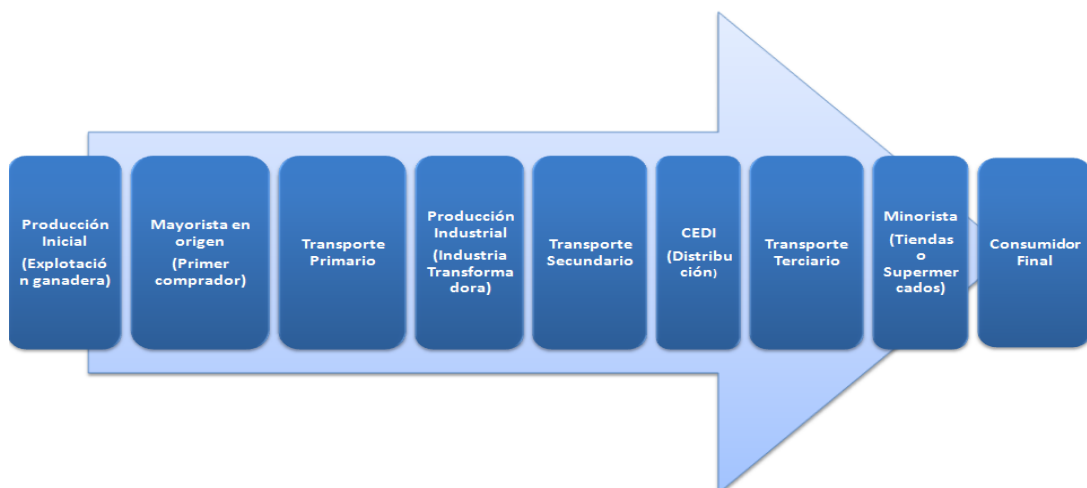 Producción
Inicial
(Explotació
n ganadera)
Mayorista en
origen
(Primer
comprador)
Transporte
Primario
Producción
Industrial
(Industria
Transforma
dora)
Transporte
Secundario
CEDI
(Distribu
ción)
Transporte
Terciario
Minorista
(Tiendas
o
Supermer
cados)
Consumidor
Final